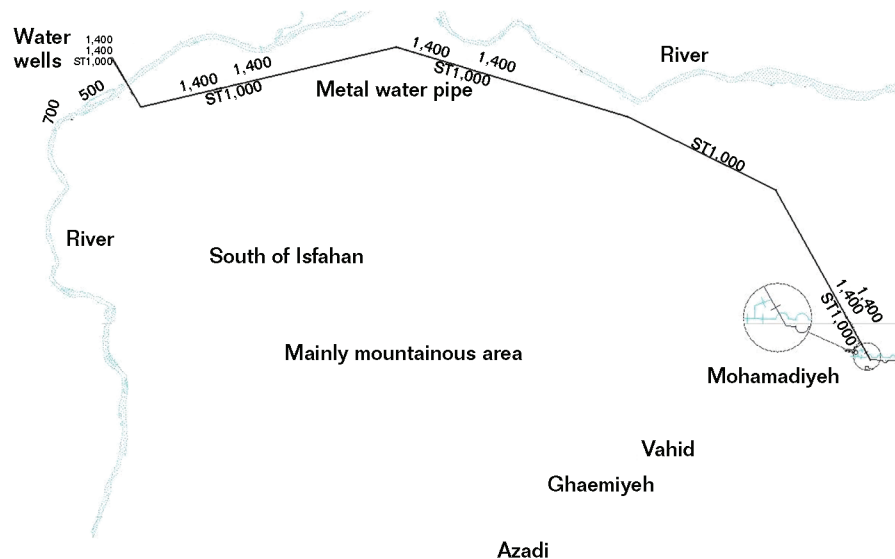 Water
wells
1,400
1,400
ST1,000
500
700
1,400 1,400
ST1,000
Metal water pipe
1,400 1,400
ST1,000
River
ST1,000
River
South of Isfahan
1,400
1,400
ST1,000
Mainly mountainous area
Mohamadiyeh
Vahid
Ghaemiyeh
Azadi